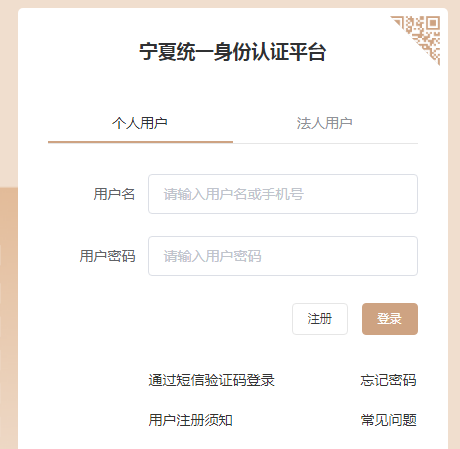 宁夏统一身份认证平台
个人用户 法人用户
用户名 请输入用户名或手机号
用户密码 请输入用户密码
注册 登录
通过短信验证码登录 忘记密码
用户注册须知 常见问题